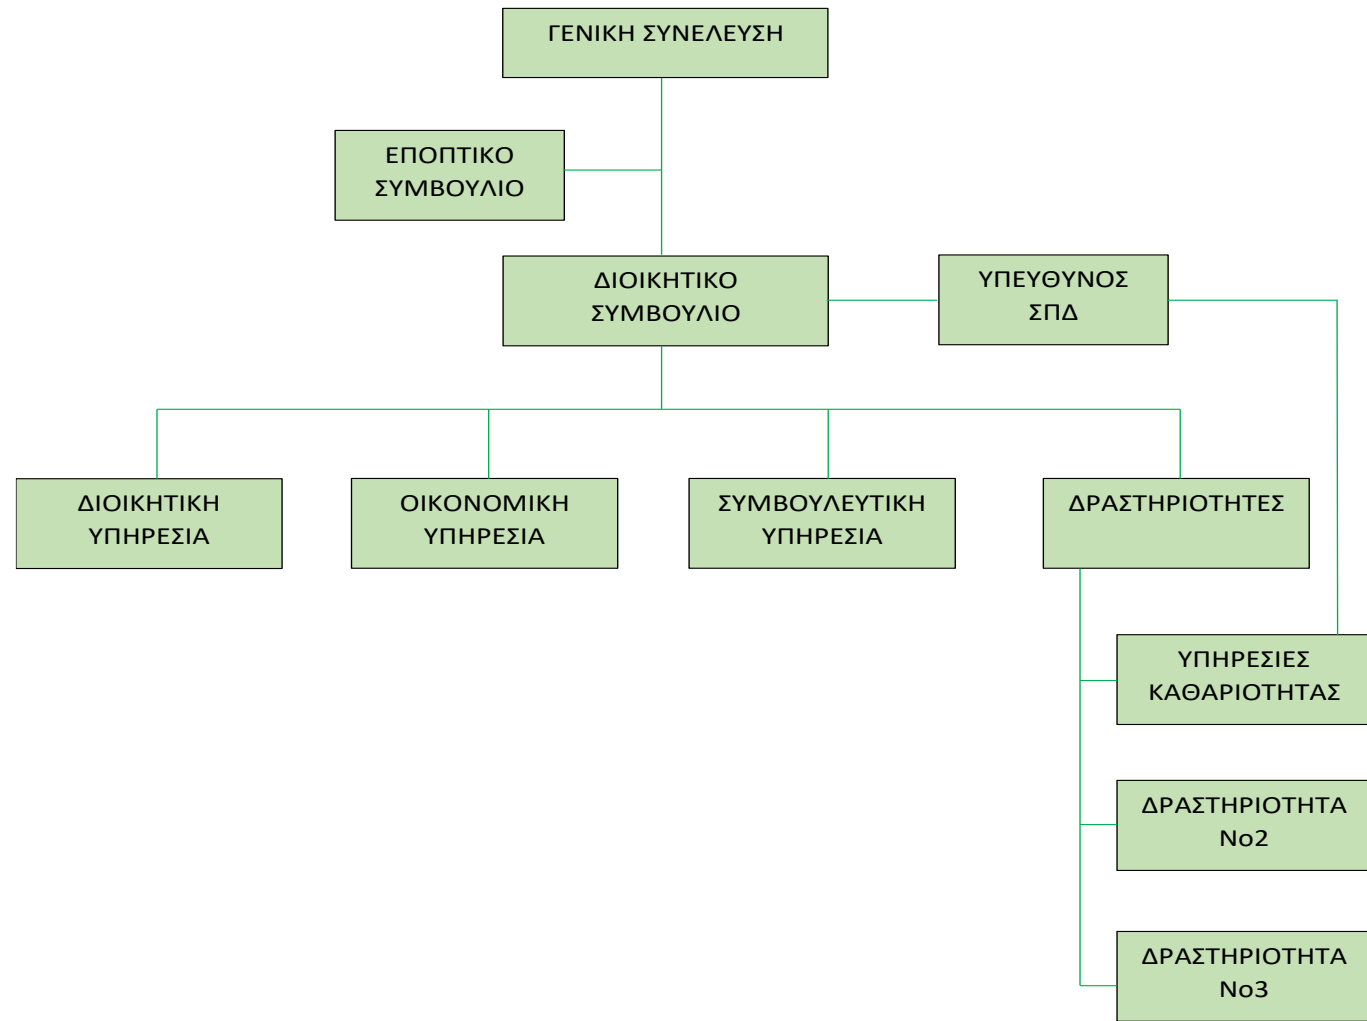 ΓΕΝΙΚΗ ΣΥΝΕΛΕΥΣΗ
ΕΠΟΠΤΙΚΟ
ΣΥΜΒΟΥΛΙΟ
ΔΙΟΙΚΗΤΙΚΟ
ΣΥΜΒΟΥΛΙΟ
ΥΠΕΥΘΥΝΟΣ
ΣΠΔ
ΔΙΟΙΚΗΤΙΚΗ
ΥΠΗΡΕΣΙΑ
ΟΙΚΟΝΟΜΙΚΗ
ΥΠΗΡΕΣΙΑ
ΣΥΜΒΟΥΛΕΥΤΙΚΗ
ΥΠΗΡΕΣΙΑ
ΔΡΑΣΤΗΡΙΟΤΗΤΕΣ
ΥΠΗΡΕΣΙΕΣ
ΚΑΘΑΡΙΟΤΗΤΑΣ
ΔΡΑΣΤΗΡΙΟΤΗΤΑ
Νο2
ΔΡΑΣΤΗΡΙΟΤΗΤΑ
Νο3